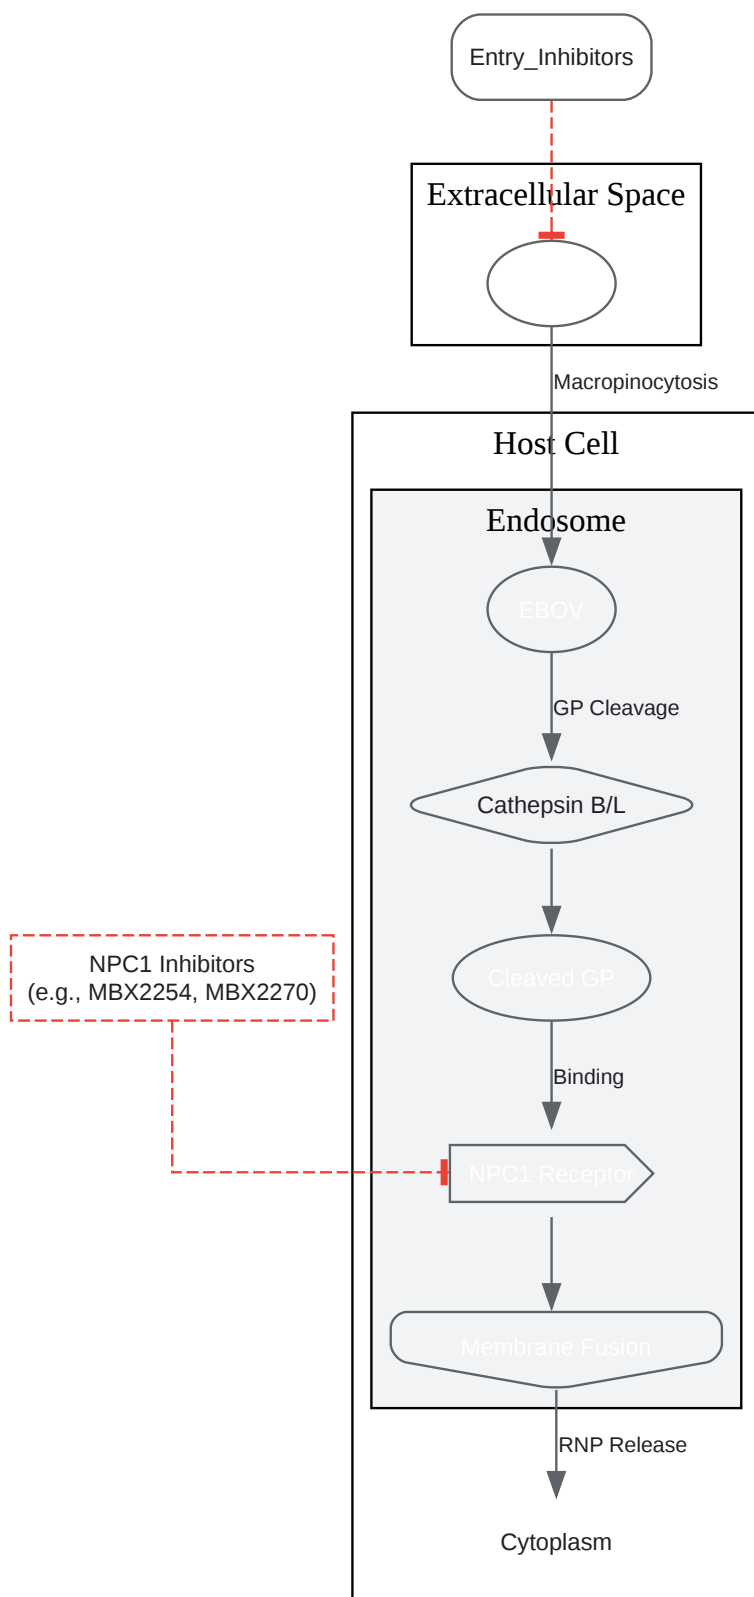 Entry_Inhibitors
Extracellular Space
Macropinocytosis
Host Cell
Endosome
EBOV
GP Cleavage
Cathepsin B/L
NPC1 Inhibitors
(e.g., MBX2254, MBX2270)
Cleaved GP
Binding
NPC1 Receptor
Membrane Fusion
RNP Release
Cytoplasm